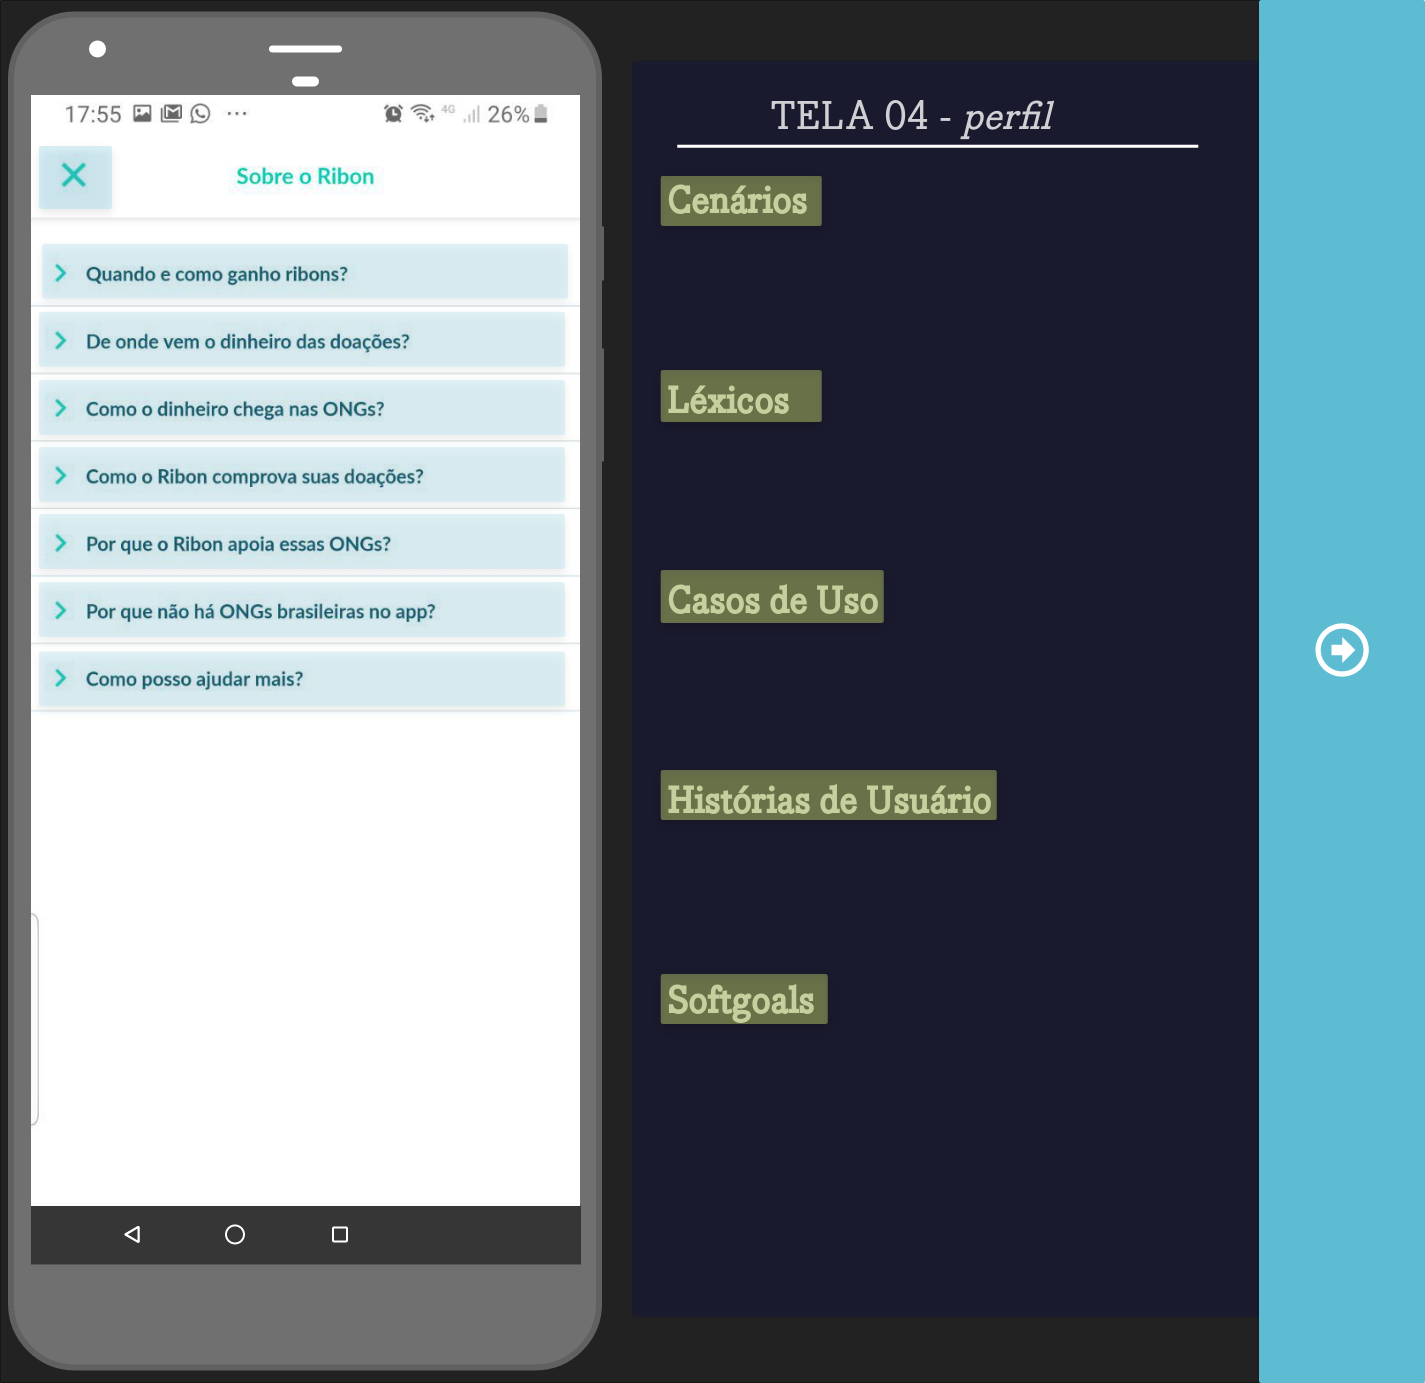 17:55 ... 4G 26%
Sobre o Ribon
Quando e como ganho ribons?
De onde vem o dinheiro das doações?
Como o dinheiro chega nas ONGs?
Como o Ribon comprova suas doações?
Por que o Ribon apoia essas ONGs?
Por que não há ONGs brasileiras no app?
Como posso ajudar mais?
TELA 04 - perfil
Cenários
Léxicos
Casos de Uso
Histórias de Usuário
Softgoals